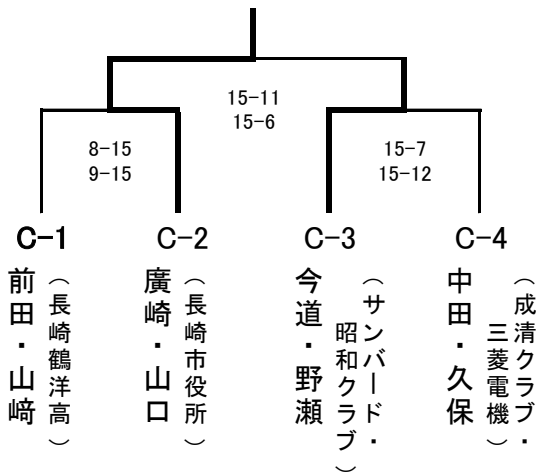 15-11
15-6
8-15
9-15
15-7
15-12
C-1
C-2
C-3
C-4
前田・山﨑
（長崎鶴洋高）
廣崎・山口
（長崎市役所）
今道・野瀬
（サンバード・
昭和クラブ）
中田・久保
（成清クラブ・
三菱電機）